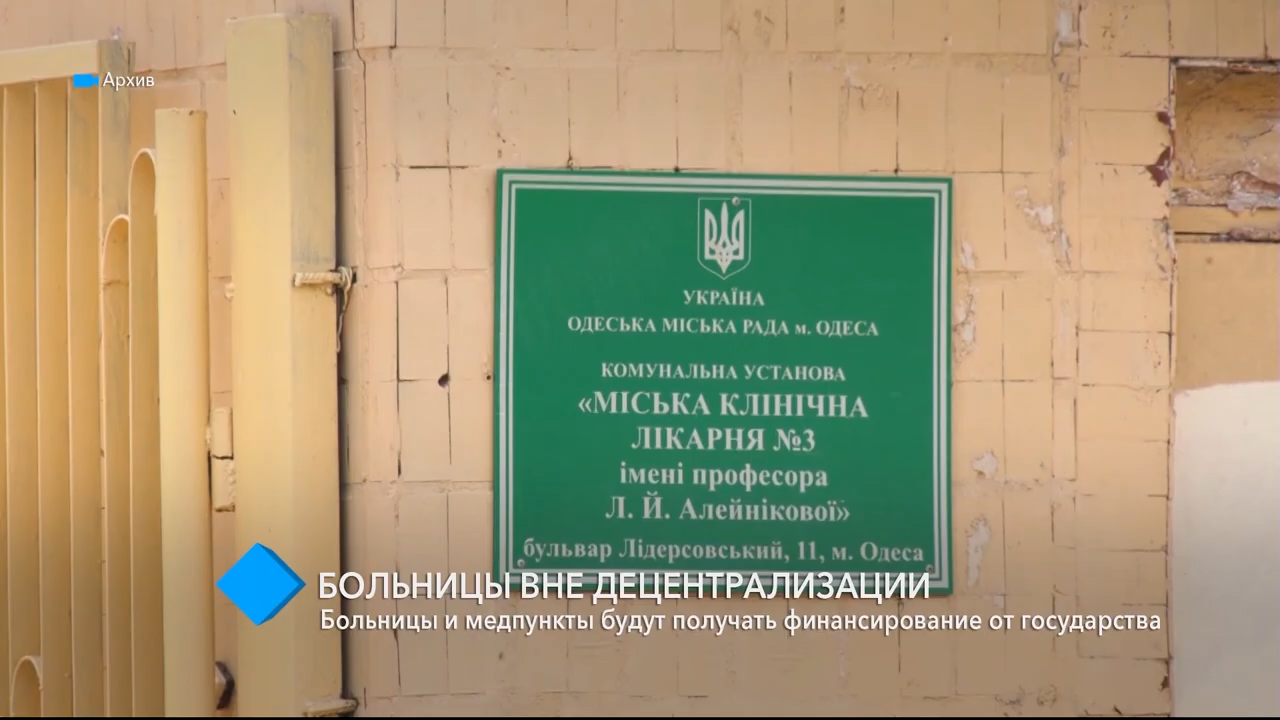 Архив
УКРАЇНА
ОДЕСЬКА МІСЬКА РАДА м. ОДЕСА
КОМУНАЛЬНА УСТАНОВА
«МІСЬКА КЛІНІЧНА
ЛІКАРНЯ №3
імені професора
Л. Й. Алейнікової»
бульвар Лідерсовський, 11, м. Одеса
БОЛЬНИЦЫ ВНЕ ДЕЦЕНТРАЛИЗАЦИИ
Больницы и медпункты будут получать финансирование от государства